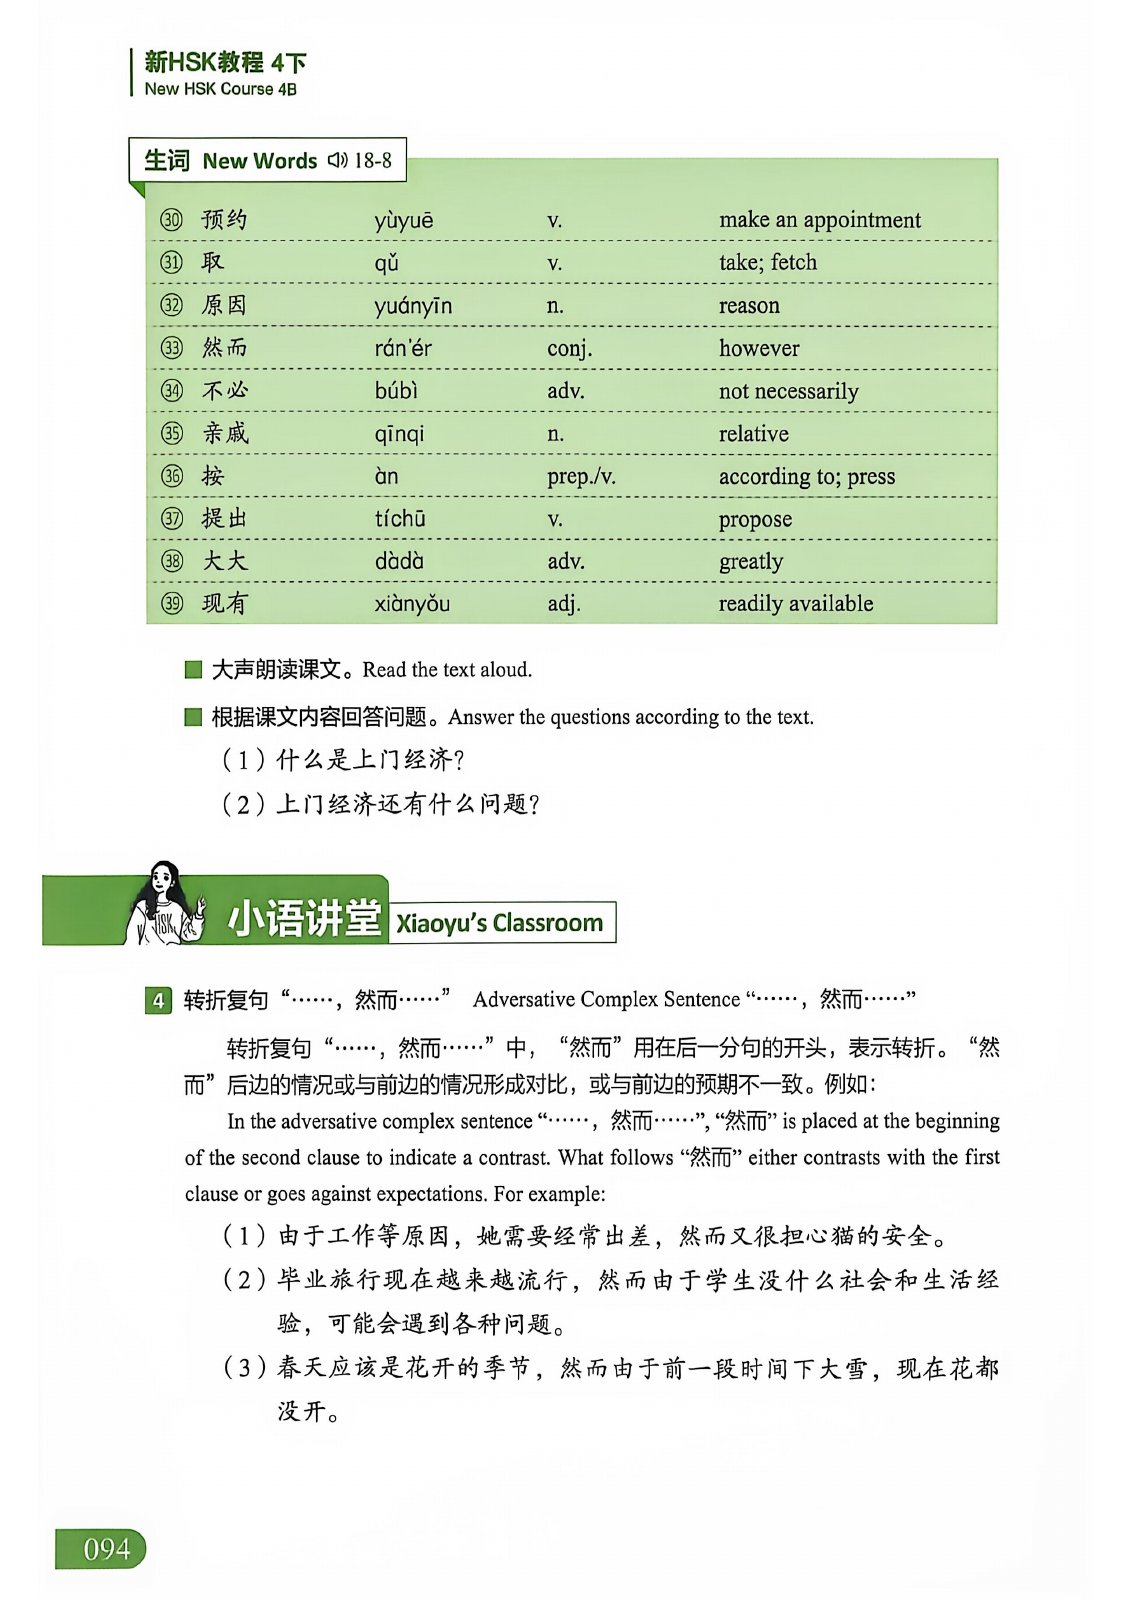 新HSK教程 4下
New HSK Course 4B
生词 New Words 18-8
㉚ 预约 yùyuē v. make an appointment
㉛ 取 qǔ v. take; fetch
㉜ 原因 yuányīn n. reason
㉝ 然而 rán'ér conj. however
㉞ 不必 búbì adv. not necessarily
㉟ 亲戚 qīnqi n. relative
㊱ 按 àn prep./v. according to; press
㊲ 提出 tíchū v. propose
㊳ 大大 dàdà adv. greatly
㊴ 现有 xiànyǒu adj. readily available
大声朗读课文。Read the text aloud.
根据课文内容回答问题。Answer the questions according to the text.
（1）什么是上门经济？
（2）上门经济还有什么问题？
HSK
小语讲堂 Xiaoyu's Classroom
4 转折复句“……，然而……” Adversative Complex Sentence “……，然而……”
转折复句“……，然而……”中，“然而”用在后一分句的开头，表示转折。“然
而”后边的情况或与前边的情况形成对比，或与前边的预期不一致。例如：
In the adversative complex sentence “……，然而……”, “然而” is placed at the beginning
of the second clause to indicate a contrast. What follows “然而” either contrasts with the first
clause or goes against expectations. For example:
（1）由于工作等原因，她需要经常出差，然而又很担心猫的安全。
（2）毕业旅行现在越来越流行，然而由于学生没什么社会和生活经
验，可能会遇到各种问题。
（3）春天应该是花开的季节，然而由于前一段时间下大雪，现在花都
没开。
094